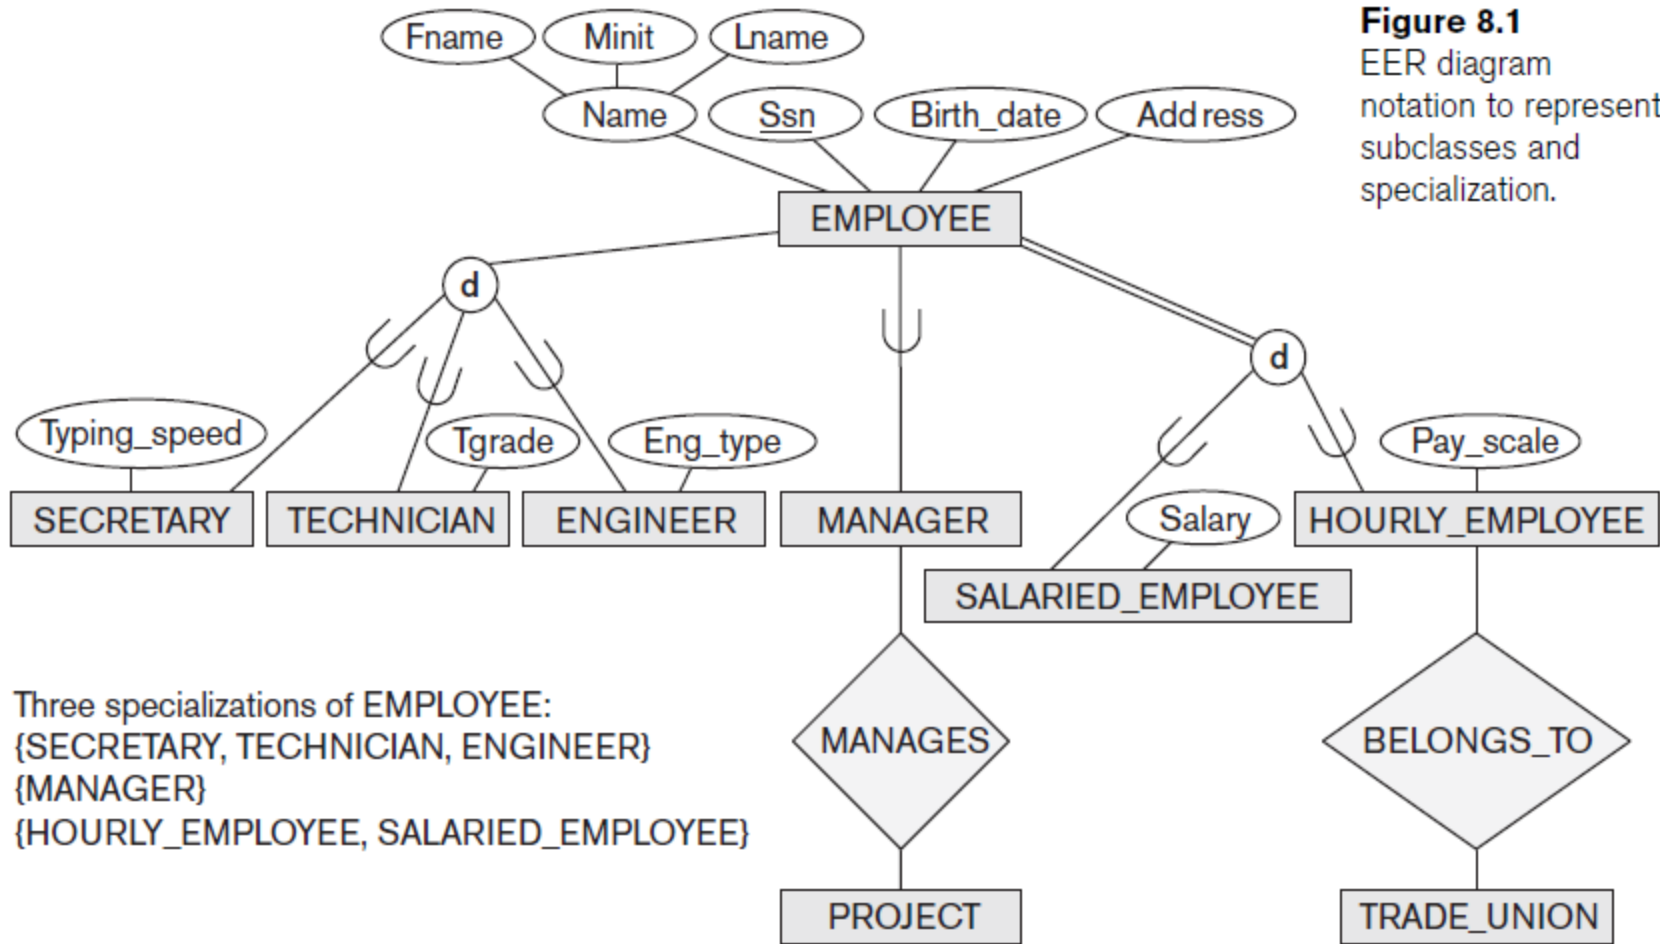 Figure 8.1
EER diagram
notation to represent
subclasses and
specialization.
Fname
Minit
Lname
Name
Ssn
Birth_date
Address
EMPLOYEE
d
d
Typing_speed
Tgrade
Eng_type
Pay_scale
SECRETARY
TECHNICIAN
ENGINEER
MANAGER
Salary
HOURLY_EMPLOYEE
SALARIED_EMPLOYEE
Three specializations of EMPLOYEE:
{SECRETARY, TECHNICIAN, ENGINEER}
{MANAGER}
{HOURLY_EMPLOYEE, SALARIED_EMPLOYEE}
MANAGES
BELONGS_TO
PROJECT
TRADE_UNION